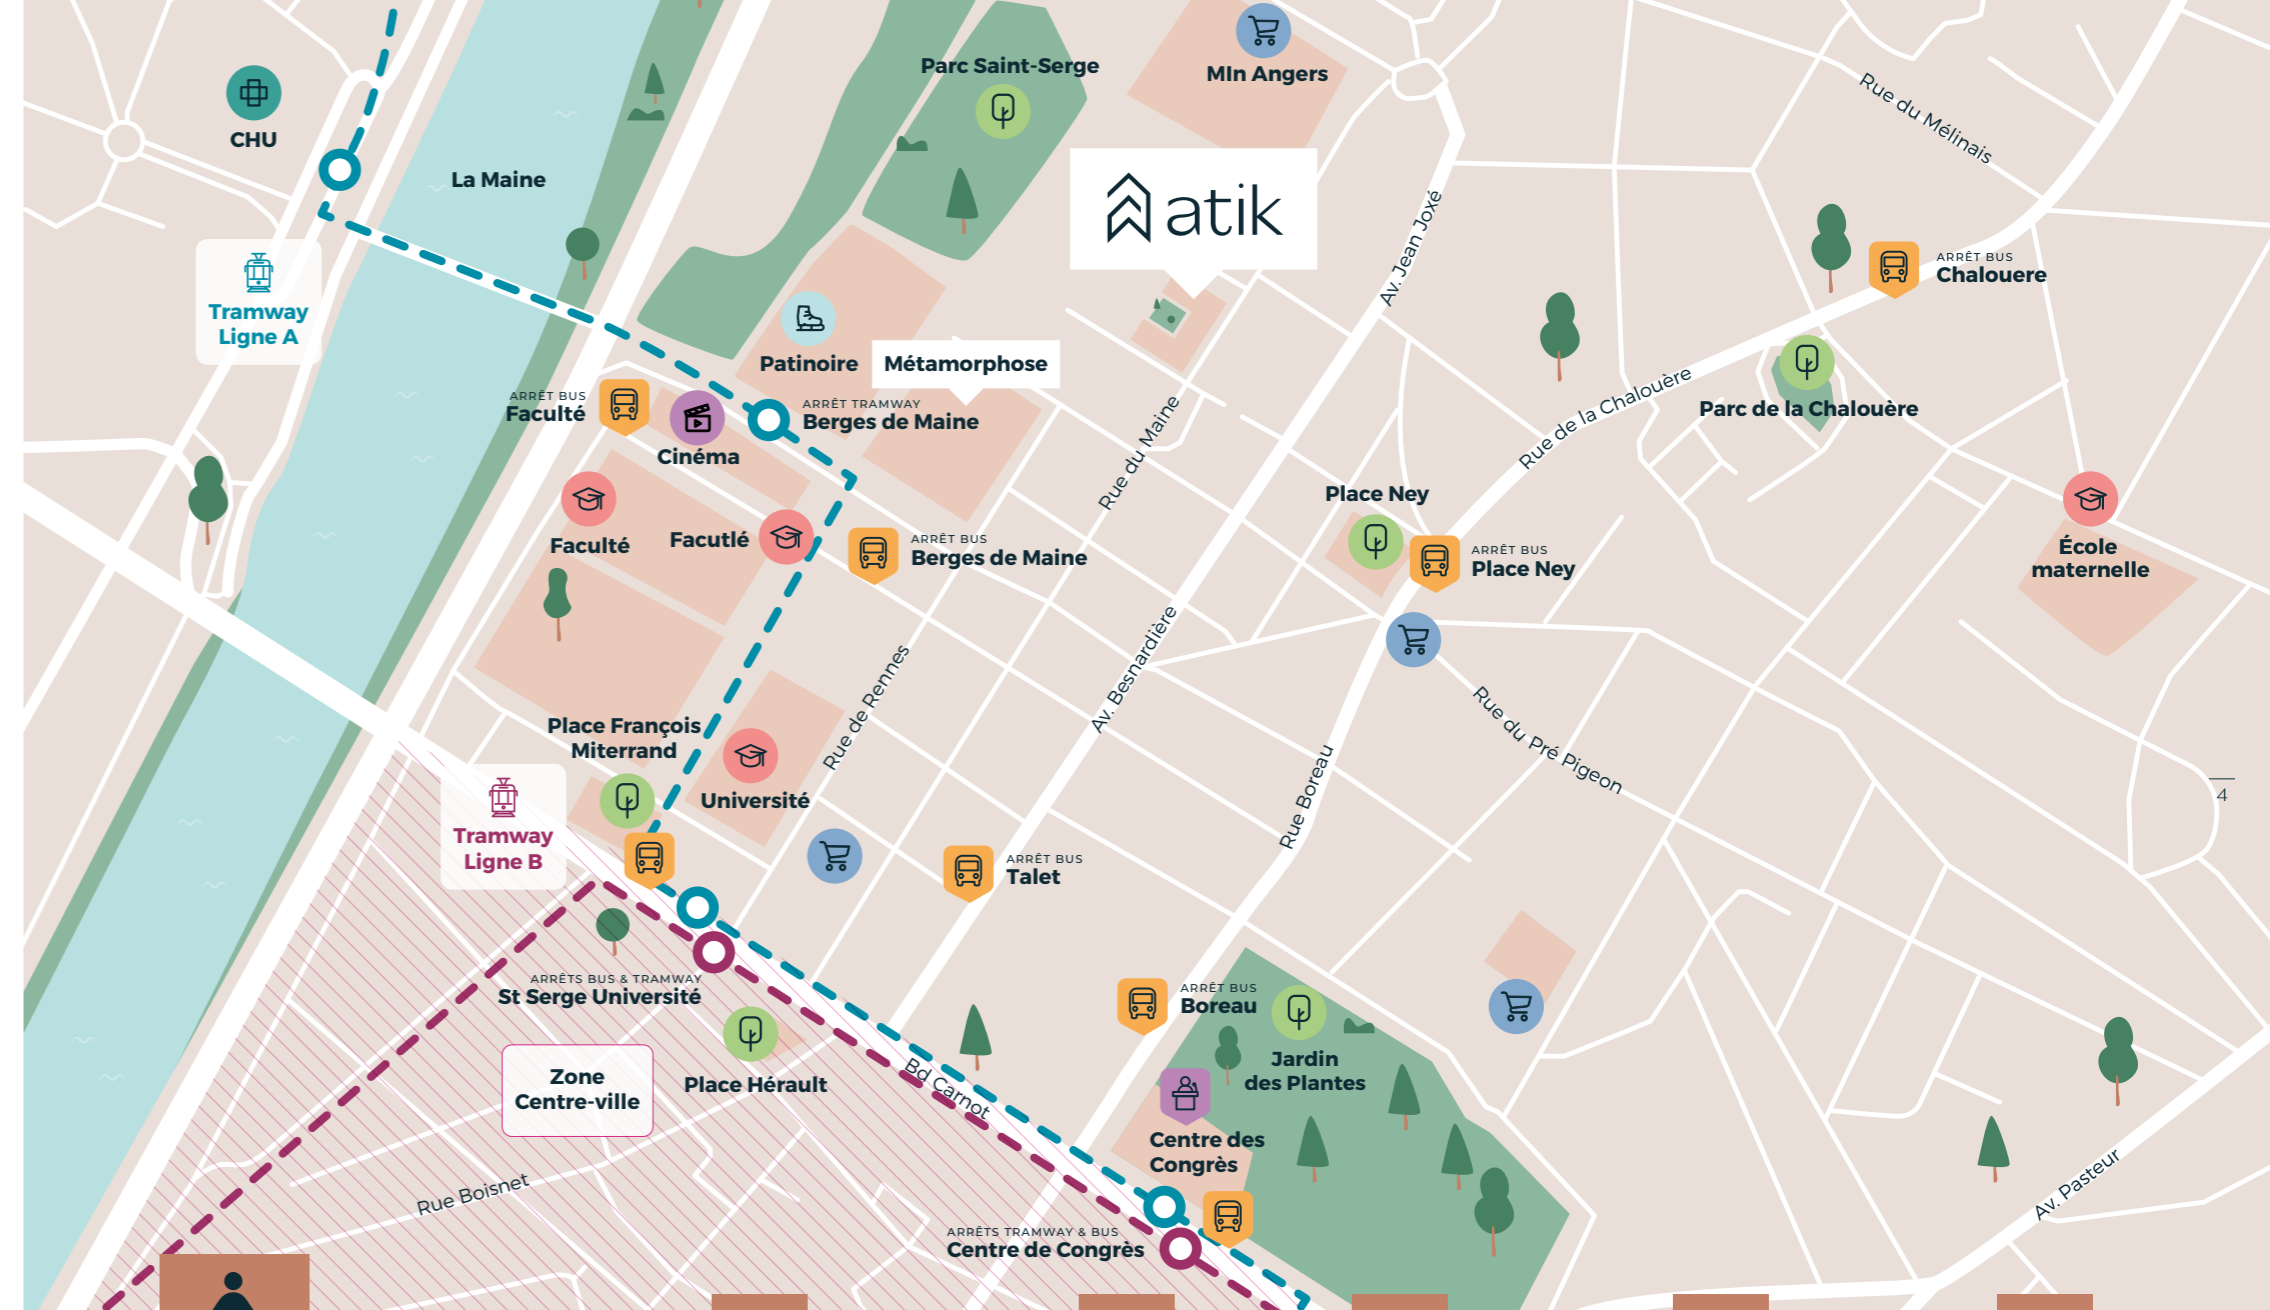 Parc Saint-Serge
MIn Angers
Rue du Mélinais
CHU
La Maine
atik
Av. Jean Joxé
ARRÊT BUS
Chalouere
Tramway
Ligne A
Patinoire
Métamorphose
ARRÊT BUS
Faculté
ARRÊT TRAMWAY
Berges de Maine
Cinéma
Rue du Maine
Rue de la Chalouère
Parc de la Chalouère
Place Ney
Faculté
Facutlé
ARRÊT BUS
Berges de Maine
ARRÊT BUS
Place Ney
École
maternelle
Rue de Rennes
Av. Besnardière
Rue du Pré Pigeon
Place François
Miterrand
Université
Rue Boreau
4
Tramway
Ligne B
ARRÊT BUS
Talet
ARRÊTS BUS & TRAMWAY
St Serge Université
ARRÊT BUS
Boreau
Jardin
des Plantes
Zone
Centre-ville
Place Hérault
Bd Carnot
Centre des
Congrès
Rue Boisnet
Av. Pasteur
ARRÊTS TRAMWAY & BUS
Centre de Congrès